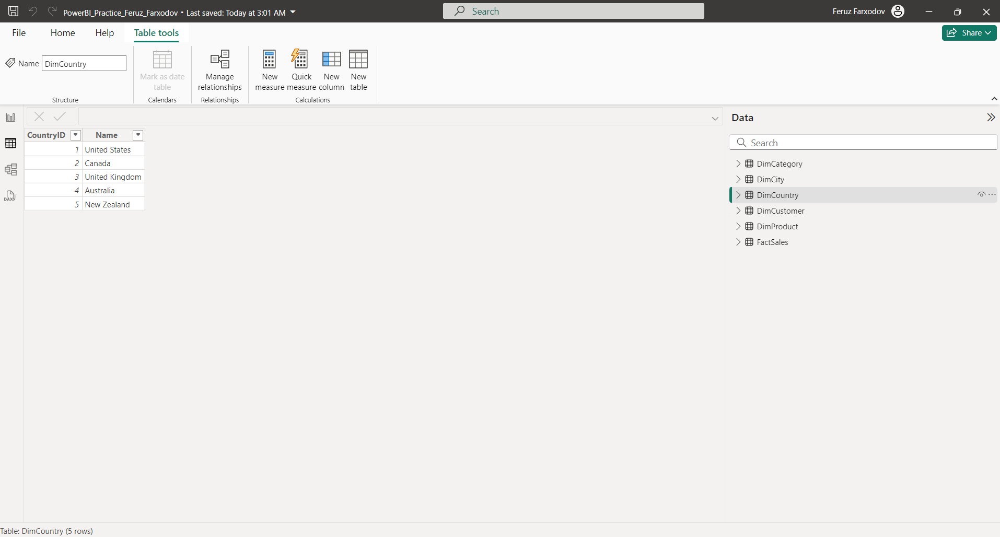 PowerBI_Practice_Feruz_Farxodov • Last saved: Today at 3:01 AM
Search
Feruz Farxodov
File Home Help Table tools
Share
Name DimCountry
Structure
Mark as date
table
Calendars
Manage
relationships
Relationships
New
measure
Quick
measure
New
column
New
table
Calculations
CountryID Name
1 United States
2 Canada
3 United Kingdom
4 Australia
5 New Zealand
DAX
Data
Search
DimCategory
DimCity
DimCountry
DimCustomer
DimProduct
FactSales
Table: DimCountry (5 rows)